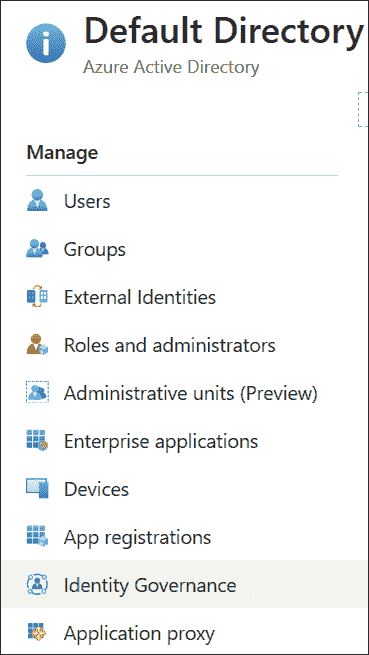 Default Directory
Azure Active Directory
Manage
Users
Groups
External Identities
Roles and administrators
Administrative units (Preview)
Enterprise applications
Devices
App registrations
Identity Governance
Application proxy